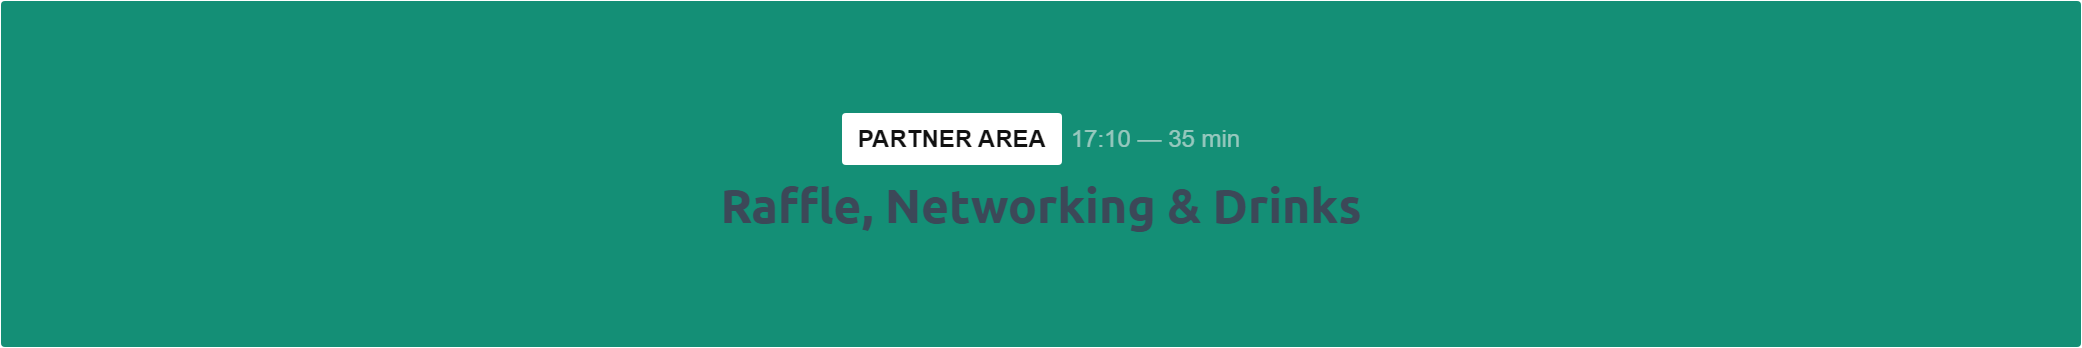 PARTNER AREA 17:10 — 35 min
Raffle, Networking & Drinks